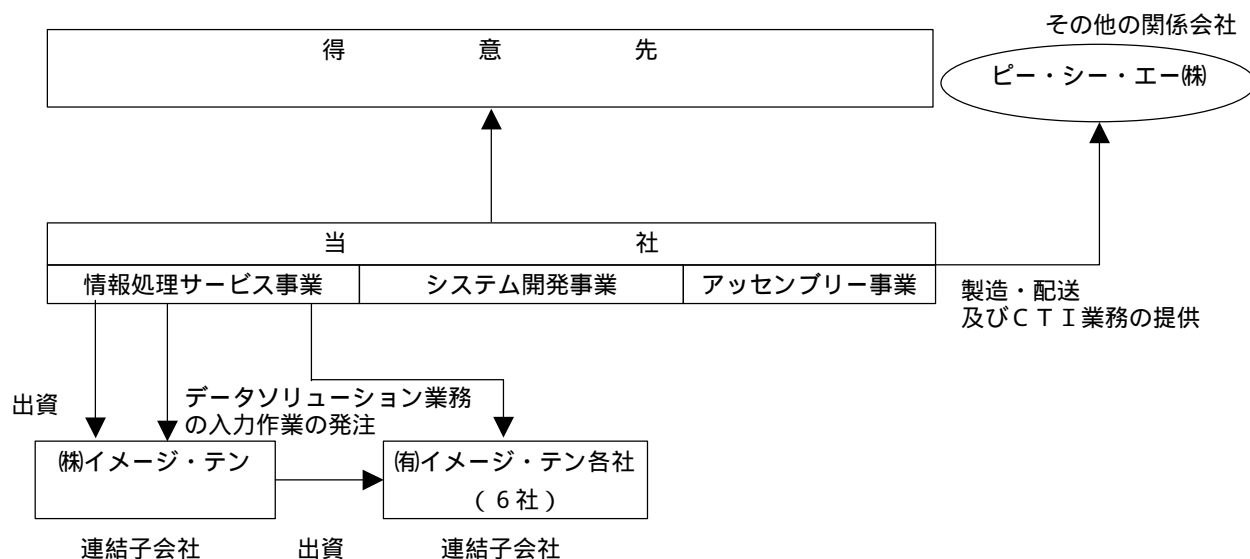 その他の関係会社
得意先
ピー・シー・エー㈱
当社
情報処理サービス事業
システム開発事業
アッセンブリー事業
製造・配送
及びＣＴＩ業務の提供
出資
データソリューション業務
の入力作業の発注
㈱イメージ・テン
㈲イメージ・テン各社
（６社）
連結子会社
出資
連結子会社